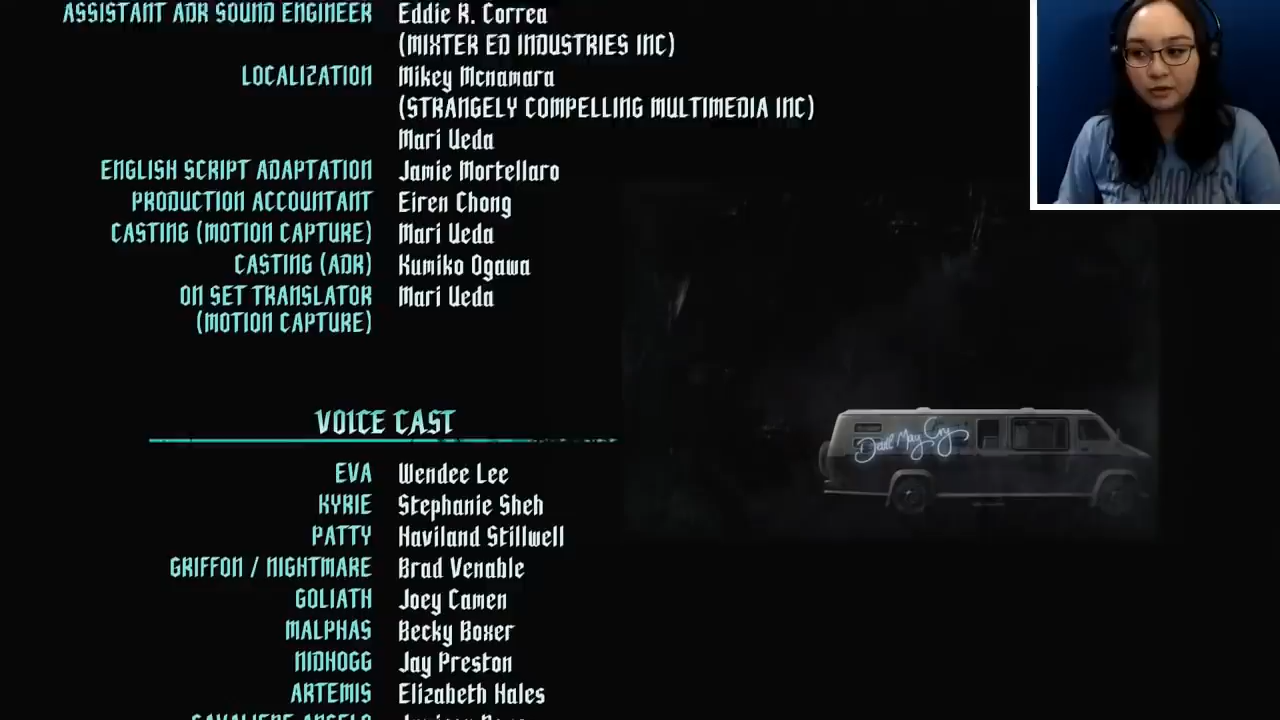 ASSISTANT ADR SOUND ENGINEER Eddie R. Correa
(MIXTER ED INDUSTRIES INC)
LOCALIZATION Mikey Mcnamara
(STRANGELY COMPELLING MULTIMEDIA INC)
Mari Ueda
ENGLISH SCRIPT ADAPTATION Jamie Mortellaro
PRODUCTION ACCOUNTANT Eiren Chong
CASTING (MOTION CAPTURE) Mari Ueda
CASTING (ADR) Kumiko Ogawa
ON SET TRANSLATOR Mari Ueda
(MOTION CAPTURE)
VOICE CAST
Devil May Cry
EVA Wendee Lee
KYRIE Stephanie Sheh
PATTY Haviland Stillwell
GRIFFON / NIGHTMARE Brad Venable
GOLIATH Joey Camen
MALPHAS Becky Boxer
NIDHOGG Jay Preston
ARTEMIS Elizabeth Hales
CAVALIERE ANGELO